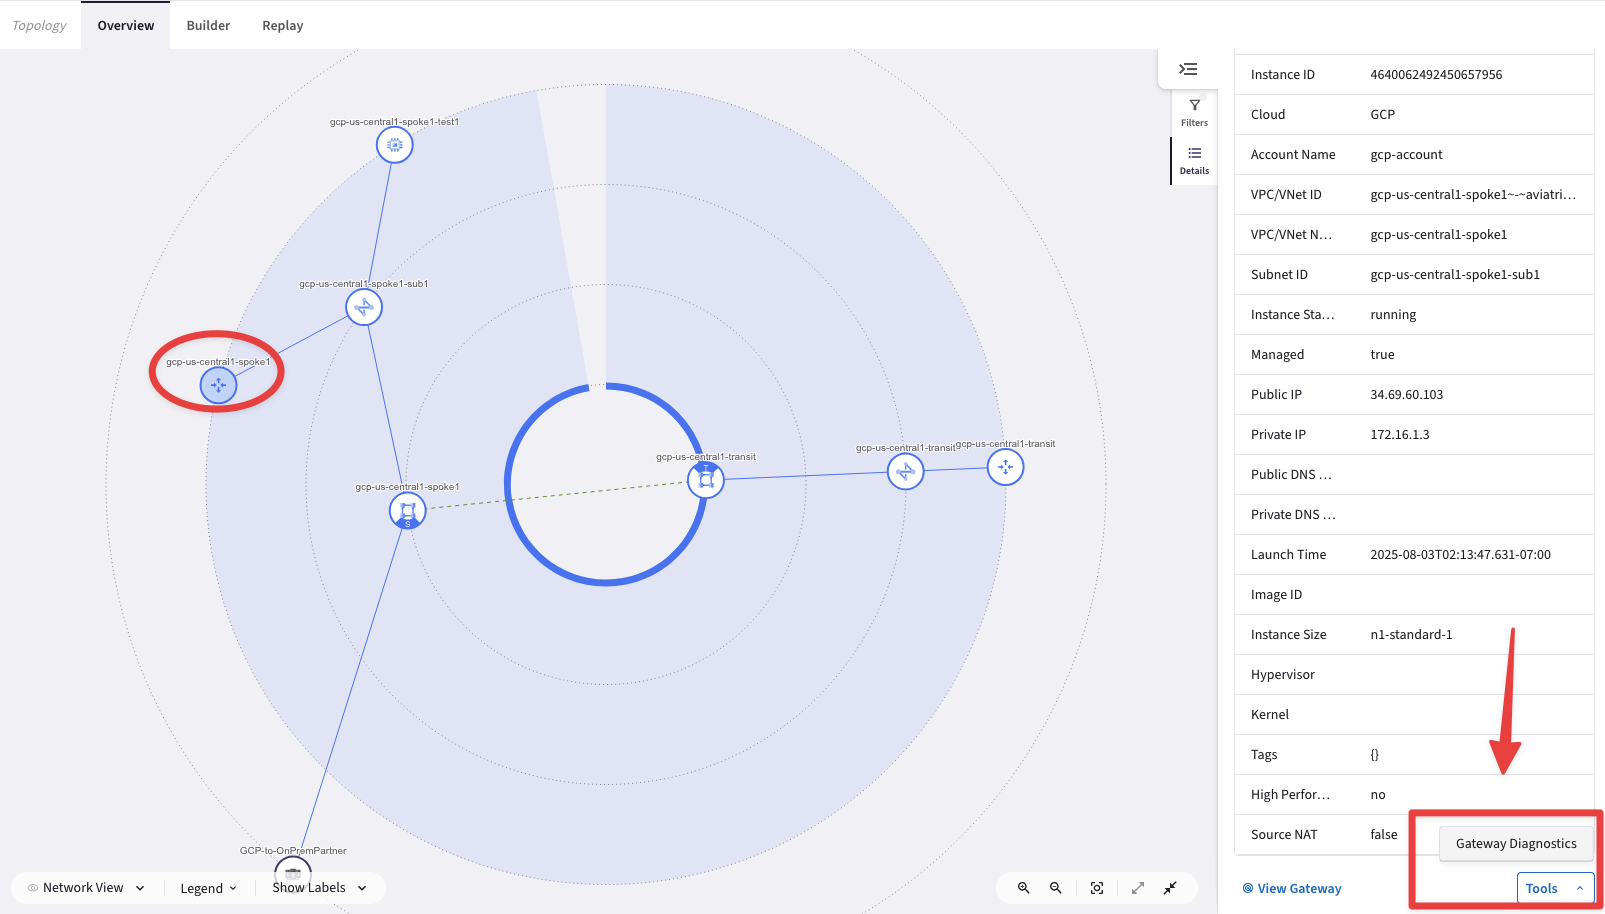 Topology
Overview
Builder
Replay
gcp-us-central1-spoke1-test1
gcp-us-central1-spoke1-sub1
gcp-us-central1-spoke1
gcp-us-central1-transit
gcp-us-central1-transit
gcp-us-central1-transit
T
gcp-us-central1-spoke1
S
GCP-to-OnPremPartner
Network View
Legend
Show Labels
Filters
Details
Instance ID 4640062492450657956
Cloud GCP
Account Name gcp-account
VPC/VNet ID gcp-us-central1-spoke1~-~aviatri...
VPC/VNet N... gcp-us-central1-spoke1
Subnet ID gcp-us-central1-spoke1-sub1
Instance Sta... running
Managed true
Public IP 34.69.60.103
Private IP 172.16.1.3
Public DNS ...
Private DNS ...
Launch Time 2025-08-03T02:13:47.631-07:00
Image ID
Instance Size n1-standard-1
Hypervisor
Kernel
Tags {}
High Perfor... no
Source NAT false
Gateway Diagnostics
View Gateway
Tools